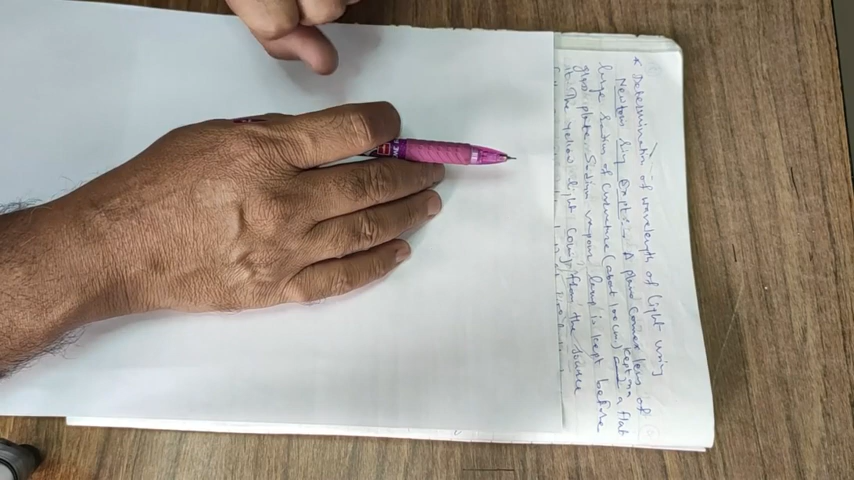 * Determination of wavelength of light using
Newtons Ring Expt :- A plano convex lens of
large radius of curvature (about 100 cm) kept on a flat
glass plate. Sodium vapour lamp is kept before
it. The yellow light coming from the source